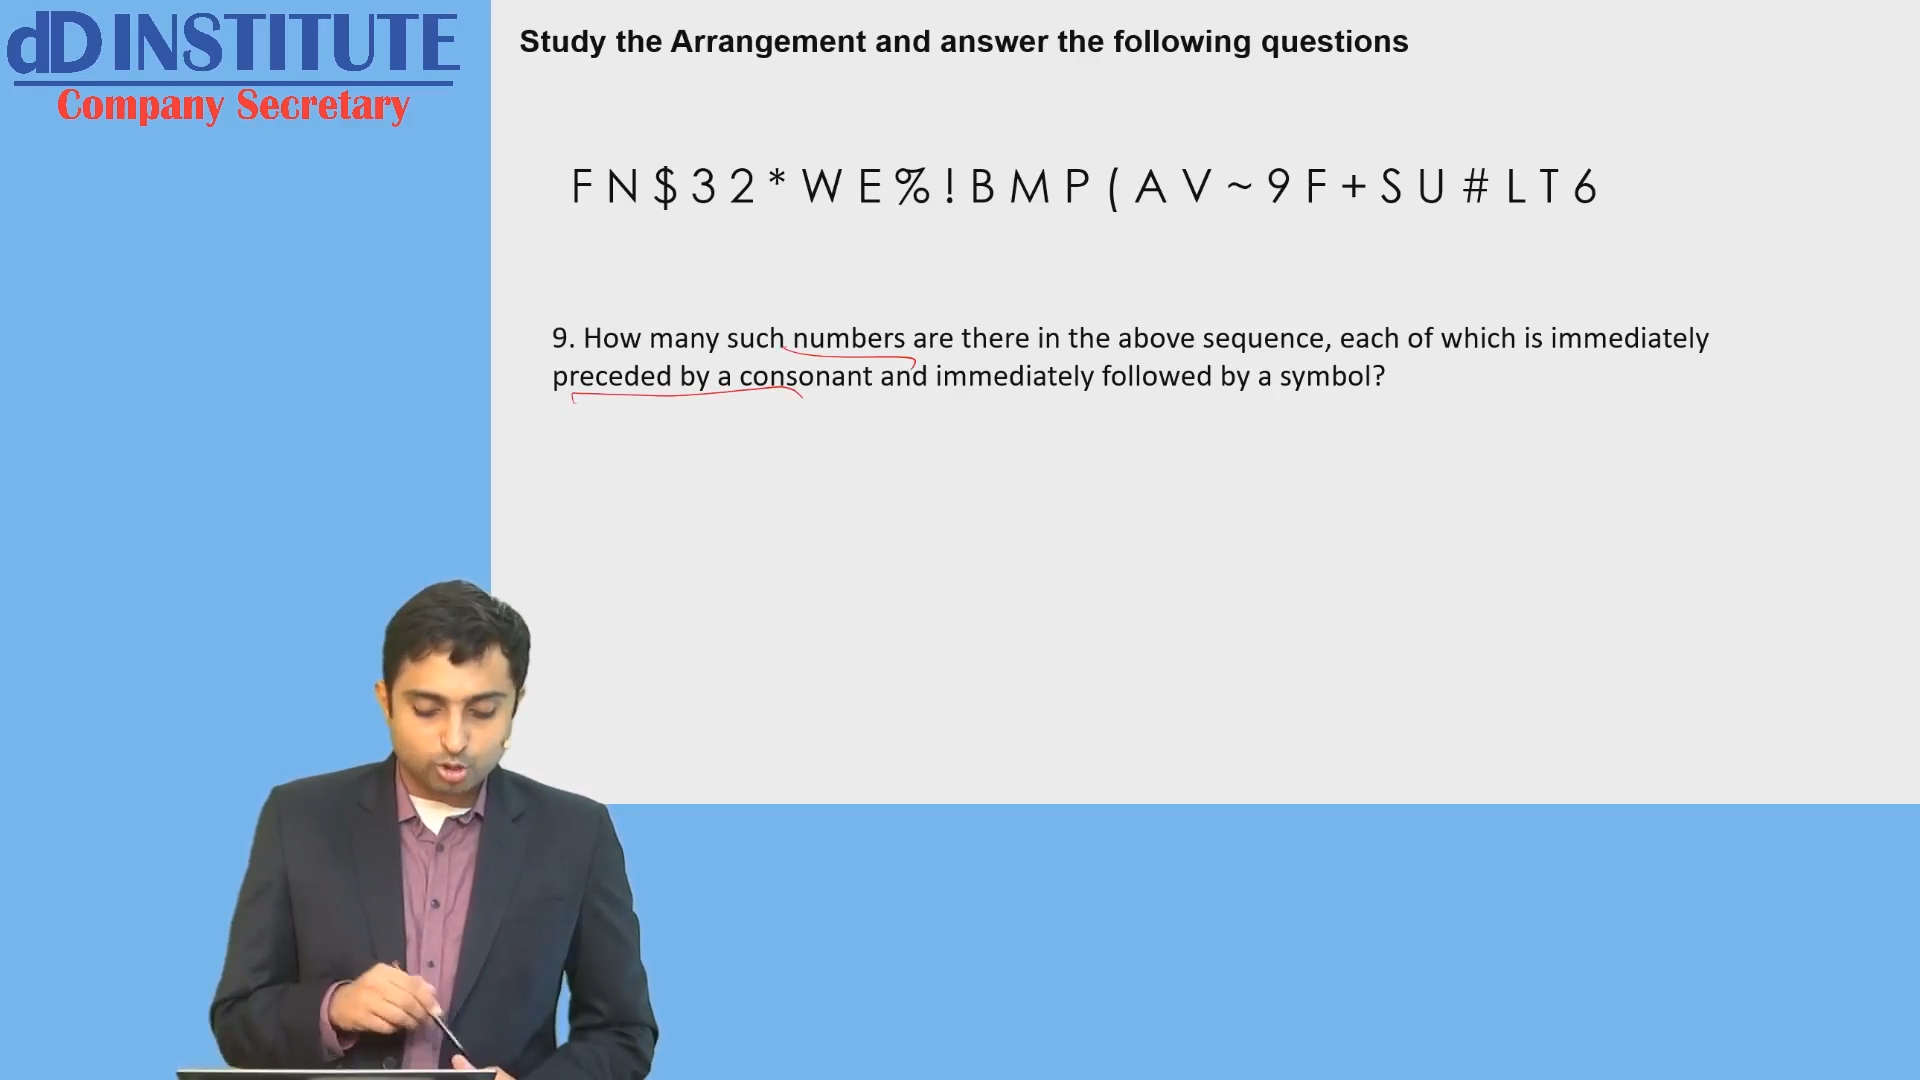 dD INSTITUTE
Company Secretary
Study the Arrangement and answer the following questions
F N $ 3 2 * W E % ! B M P ( A V ~ 9 F + S U # L T 6
9. How many such numbers are there in the above sequence, each of which is immediately
preceded by a consonant and immediately followed by a symbol?